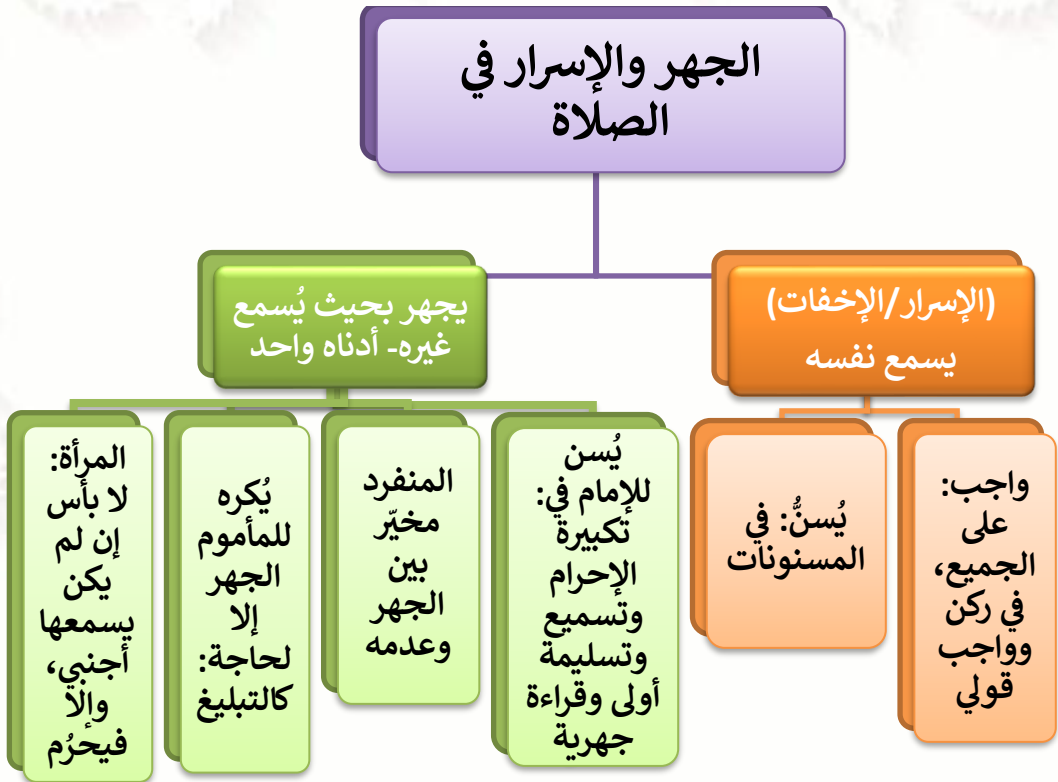 الجهر والإسرار في
الصلاة
(الإسرار/الإخفات)
يسمع نفسه
يجهر بحيث يُسمع
غيره- أدناه واحد
واجب:
على
الجميع،
في ركن
وواجب
قولي
يُسنُّ: في
المسنونات
يُسن
للإمام في:
تكبيرة
الإحرام
وتسميع
وتسليمة
أولى وقراءة
جهرية
المنفرد
مخيّر
بين
الجهر
وعدمه
يُكره
للمأموم
الجهر
إلا
لحاجة:
كالتبليغ
المرأة:
لا بأس
إن لم
يكن
يسمعها
أجنبي،
وإلا
فيحرُم